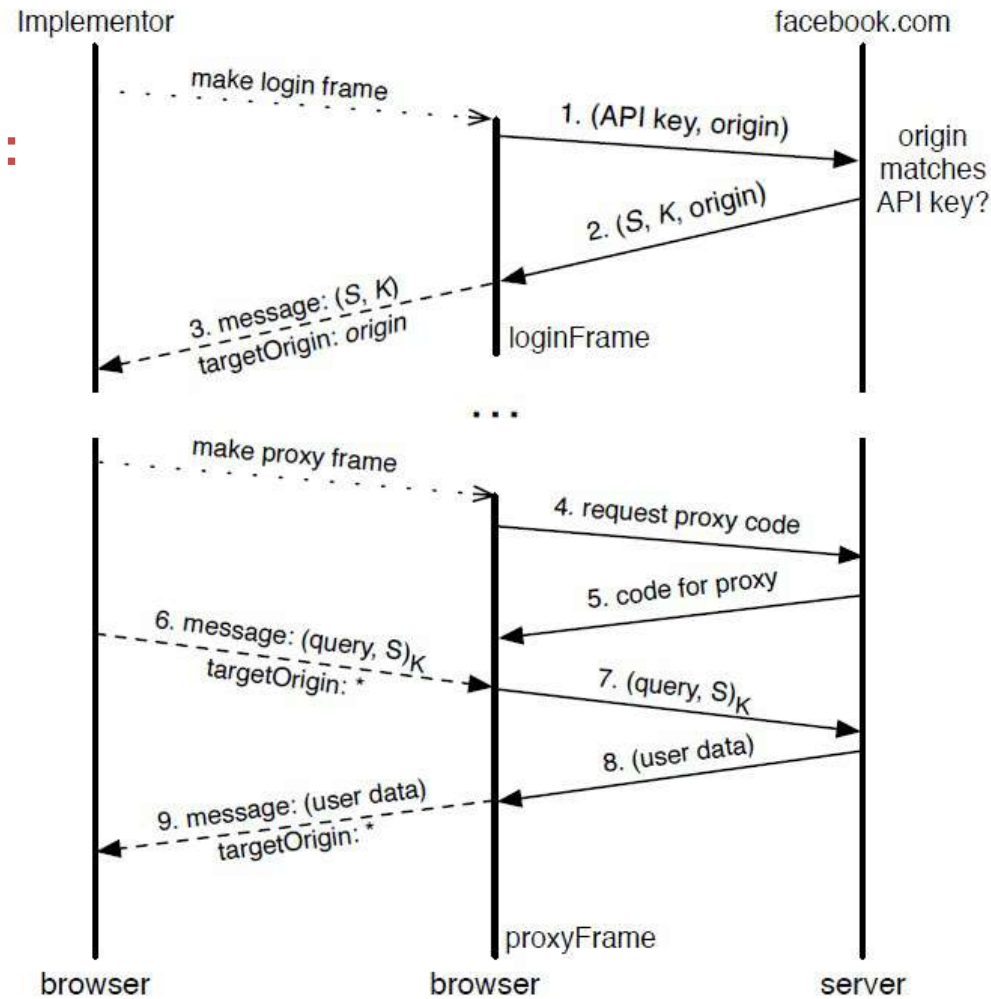 Implementor
facebook.com
make login frame
1. (API key, origin)
:
origin
matches
API key?
2. (S, K, origin)
3. message: (S, K)
targetOrigin: origin
loginFrame
...
make proxy frame
4. request proxy code
5. code for proxy
6. message: (query, S)K
targetOrigin: *
7. (query, S)K
8. (user data)
9. message: (user data)
targetOrigin: *
proxyFrame
browser
browser
server